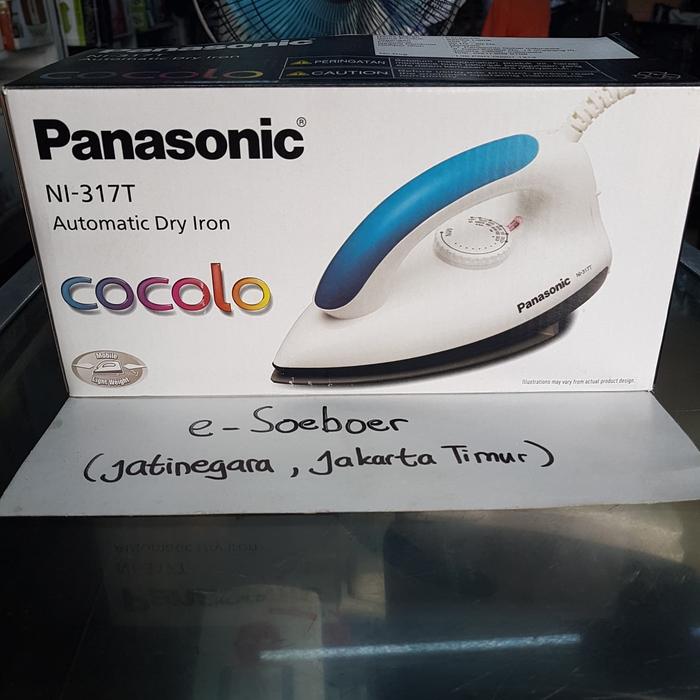 Panasonic
Automatic Dry Iron
cocolo
PERINGATAN
CAUTION
Panasonic®
NI-317T
Automatic Dry Iron
cocolo
Mobile
Light Weight
Panasonic NI-317T
Illustrations may vary from actual product design.
e-Soeboer
(Jatinegara, Jakarta Timur)